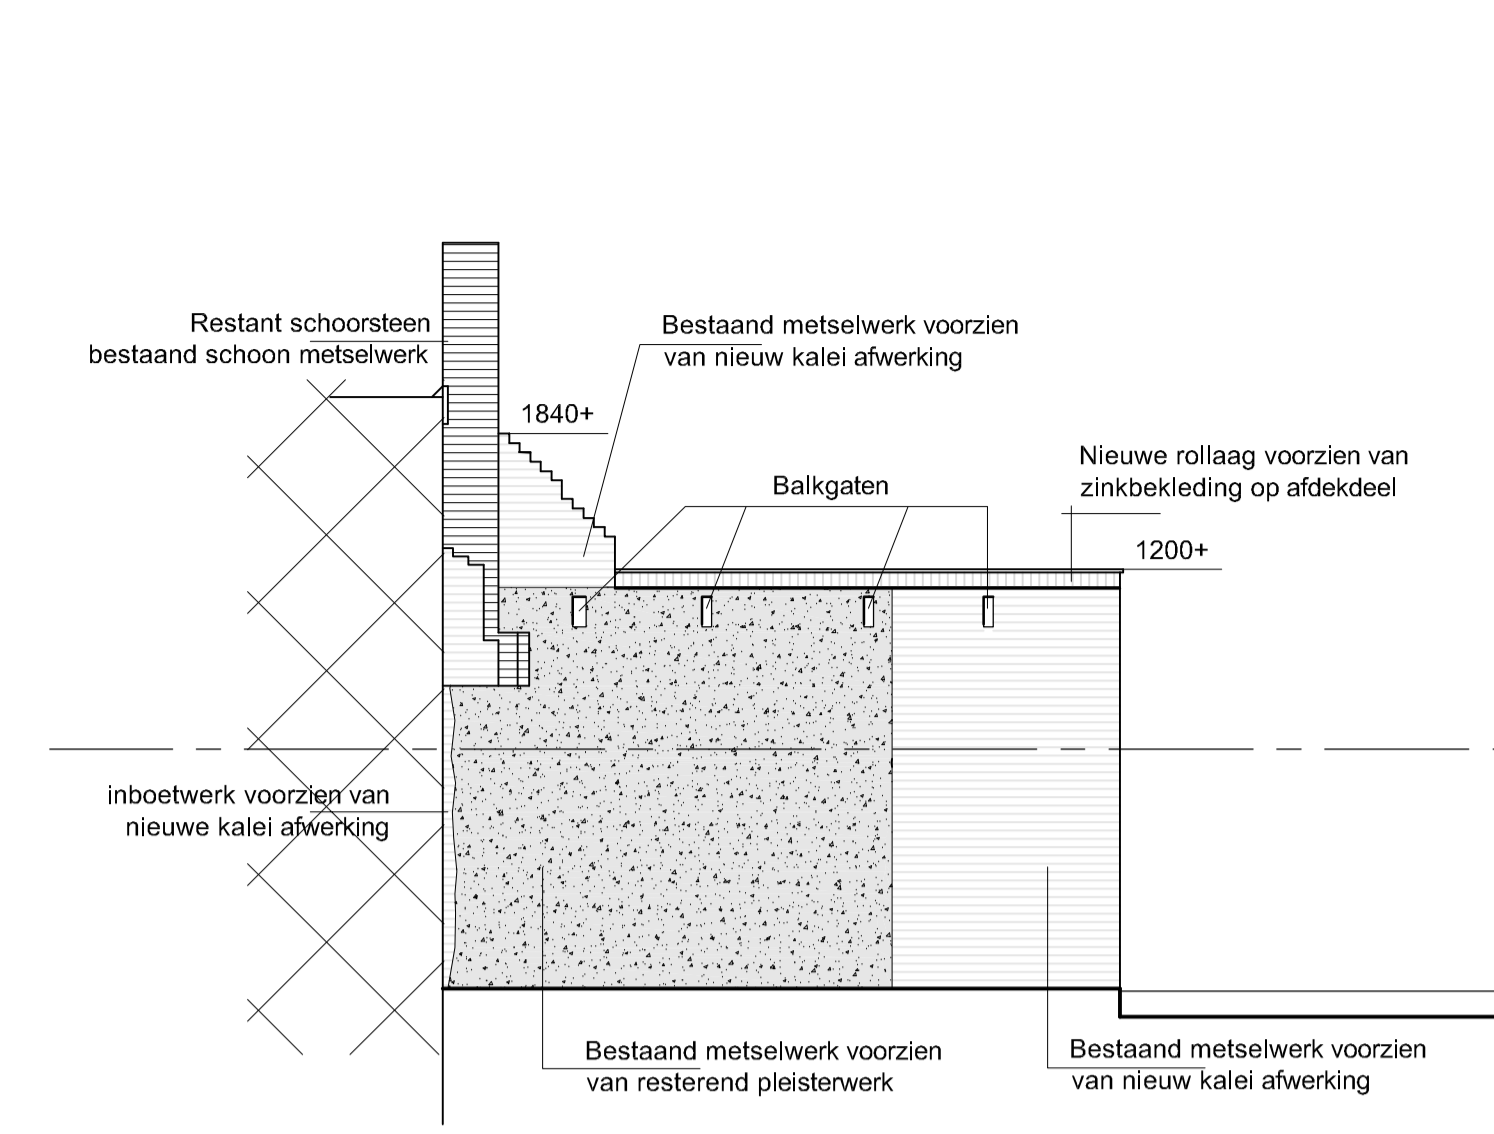 Restant schoorsteen
bestaand schoon metselwerk
Bestaand metselwerk voorzien
van nieuw kalei afwerking
1840+
Nieuwe rollaag voorzien van
zinkbekleding op afdekdeel
Balkgaten
1200+
inboetwerk voorzien van
nieuwe kalei afwerking
Bestaand metselwerk voorzien
van resterend pleisterwerk
Bestaand metselwerk voorzien
van nieuw kalei afwerking